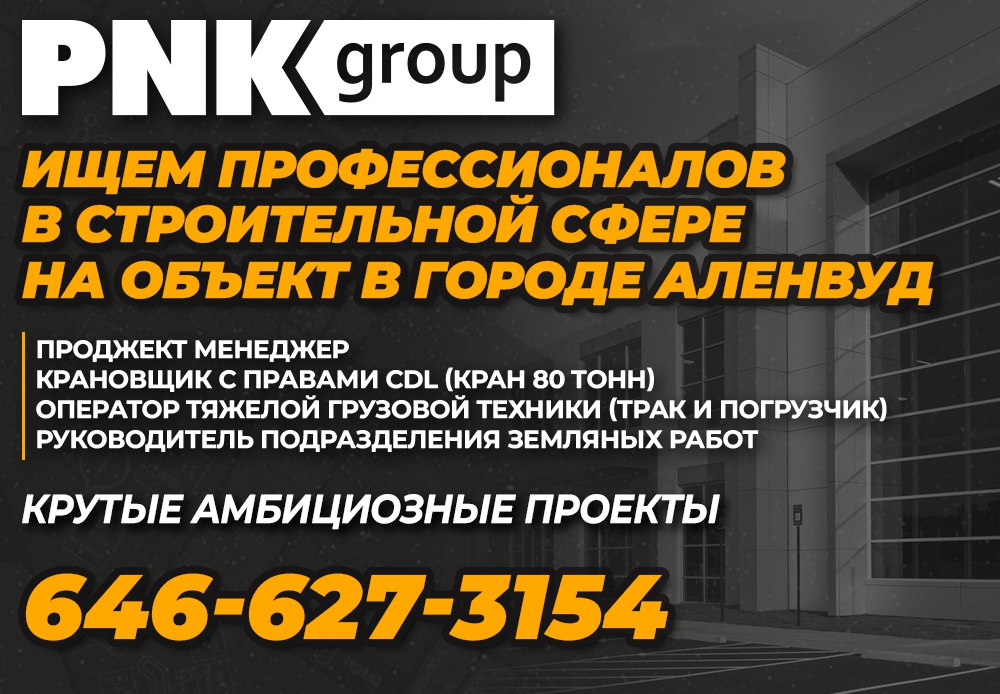 PNK group
ИЩЕМ ПРОФЕССИОНАЛОВ
В СТРОИТЕЛЬНОЙ СФЕРЕ
НА ОБЪЕКТ В ГОРОДЕ АЛЕНВУД
ПРОДЖЕКТ МЕНЕДЖЕР
КРАНОВЩИК С ПРАВАМИ CDL (КРАН 80 ТОНН)
ОПЕРАТОР ТЯЖЕЛОЙ ГРУЗОВОЙ ТЕХНИКИ (ТРАК И ПОГРУЗЧИК)
РУКОВОДИТЕЛЬ ПОДРАЗДЕЛЕНИЯ ЗЕМЛЯНЫХ РАБОТ
КРУТЫЕ АМБИЦИОЗНЫЕ ПРОЕКТЫ
646-627-3154